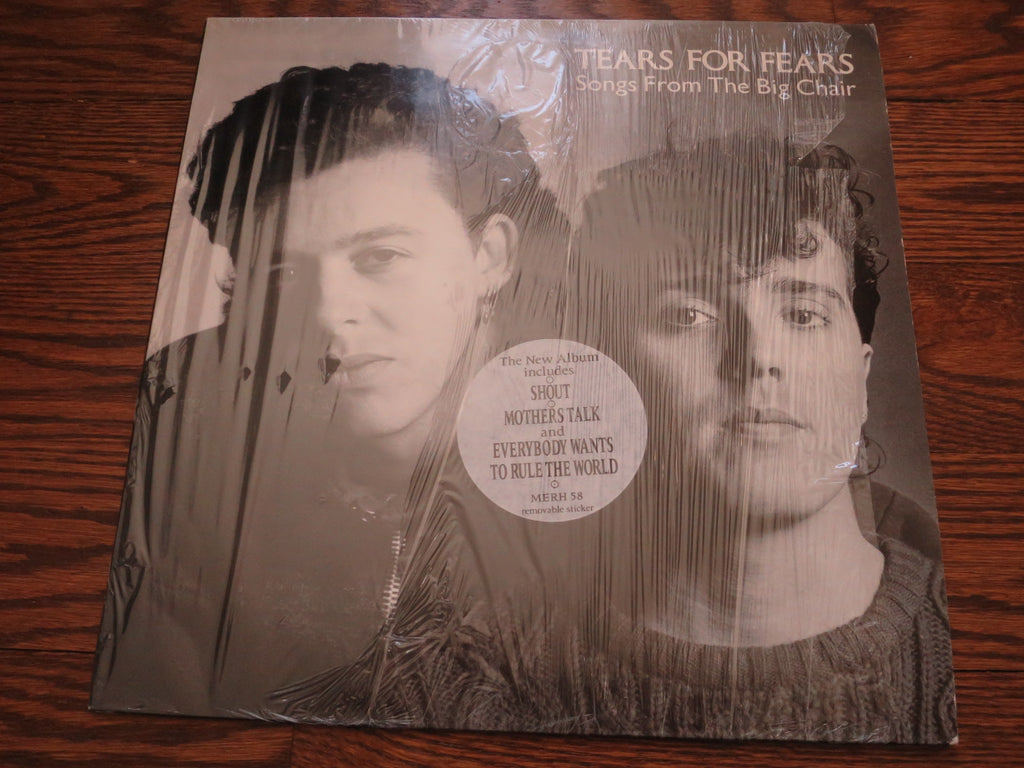 TEARS FOR FEARS
Songs From The Big Chair
The New Album
includes
SHOUT
MOTHERS TALK
and
EVERYBODY WANTS
TO RULE THE WORLD
MERH 58
removable sticker